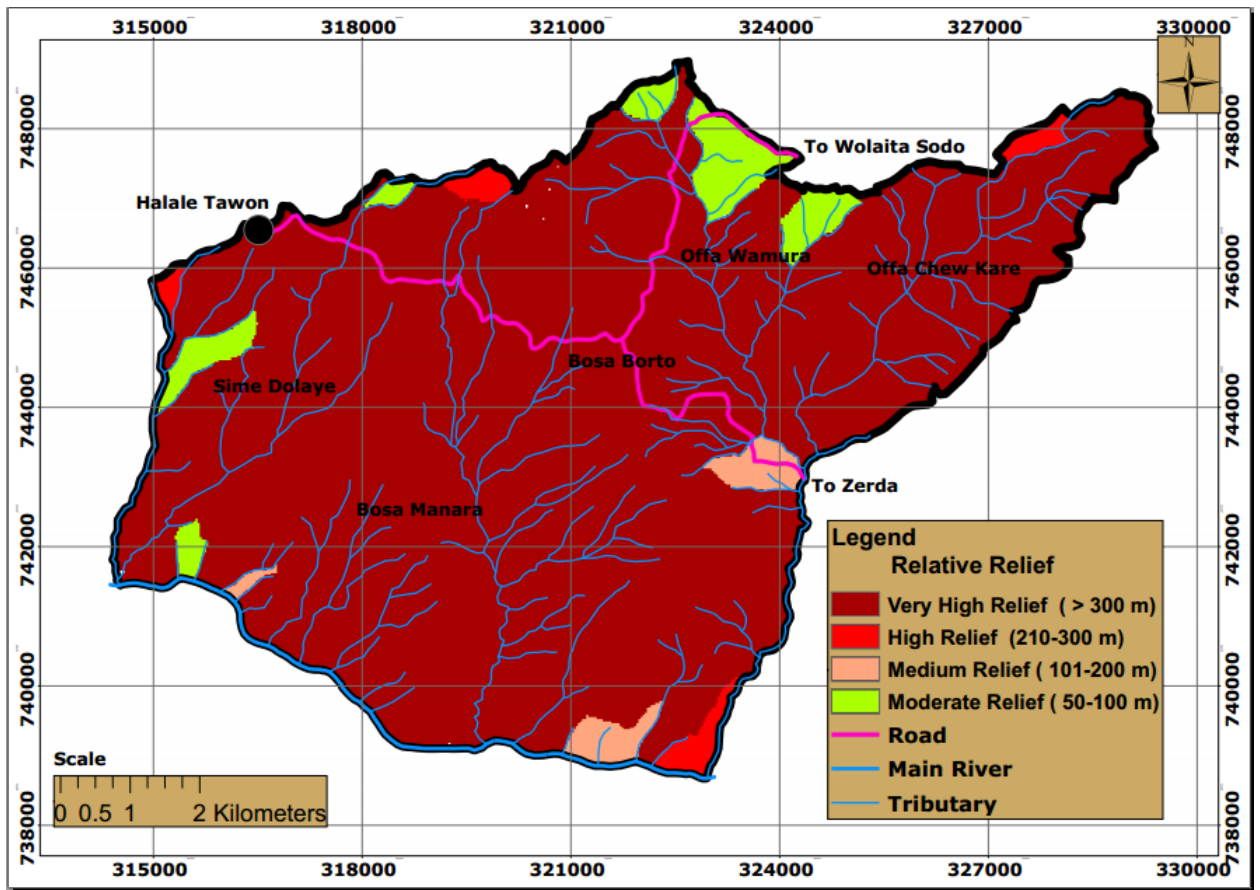 315000 318000 321000 324000 327000 330000
N
748000 748000
To Wolaita Sodo
Halale Tawon
746000 746000
Offa Wamura
Offa Chew Kare
Bosa Borto
Sime Dolaye
744000 744000
To Zerda
Bosa Manara
742000 742000
Legend
Relative Relief
Very High Relief ( > 300 m)
High Relief (210-300 m)
Medium Relief ( 101-200 m)
Moderate Relief ( 50-100 m)
Road
Main River
Tributary
740000 740000
Scale
0 0.5 1 2 Kilometers
738000 738000
315000 318000 321000 324000 327000 330000